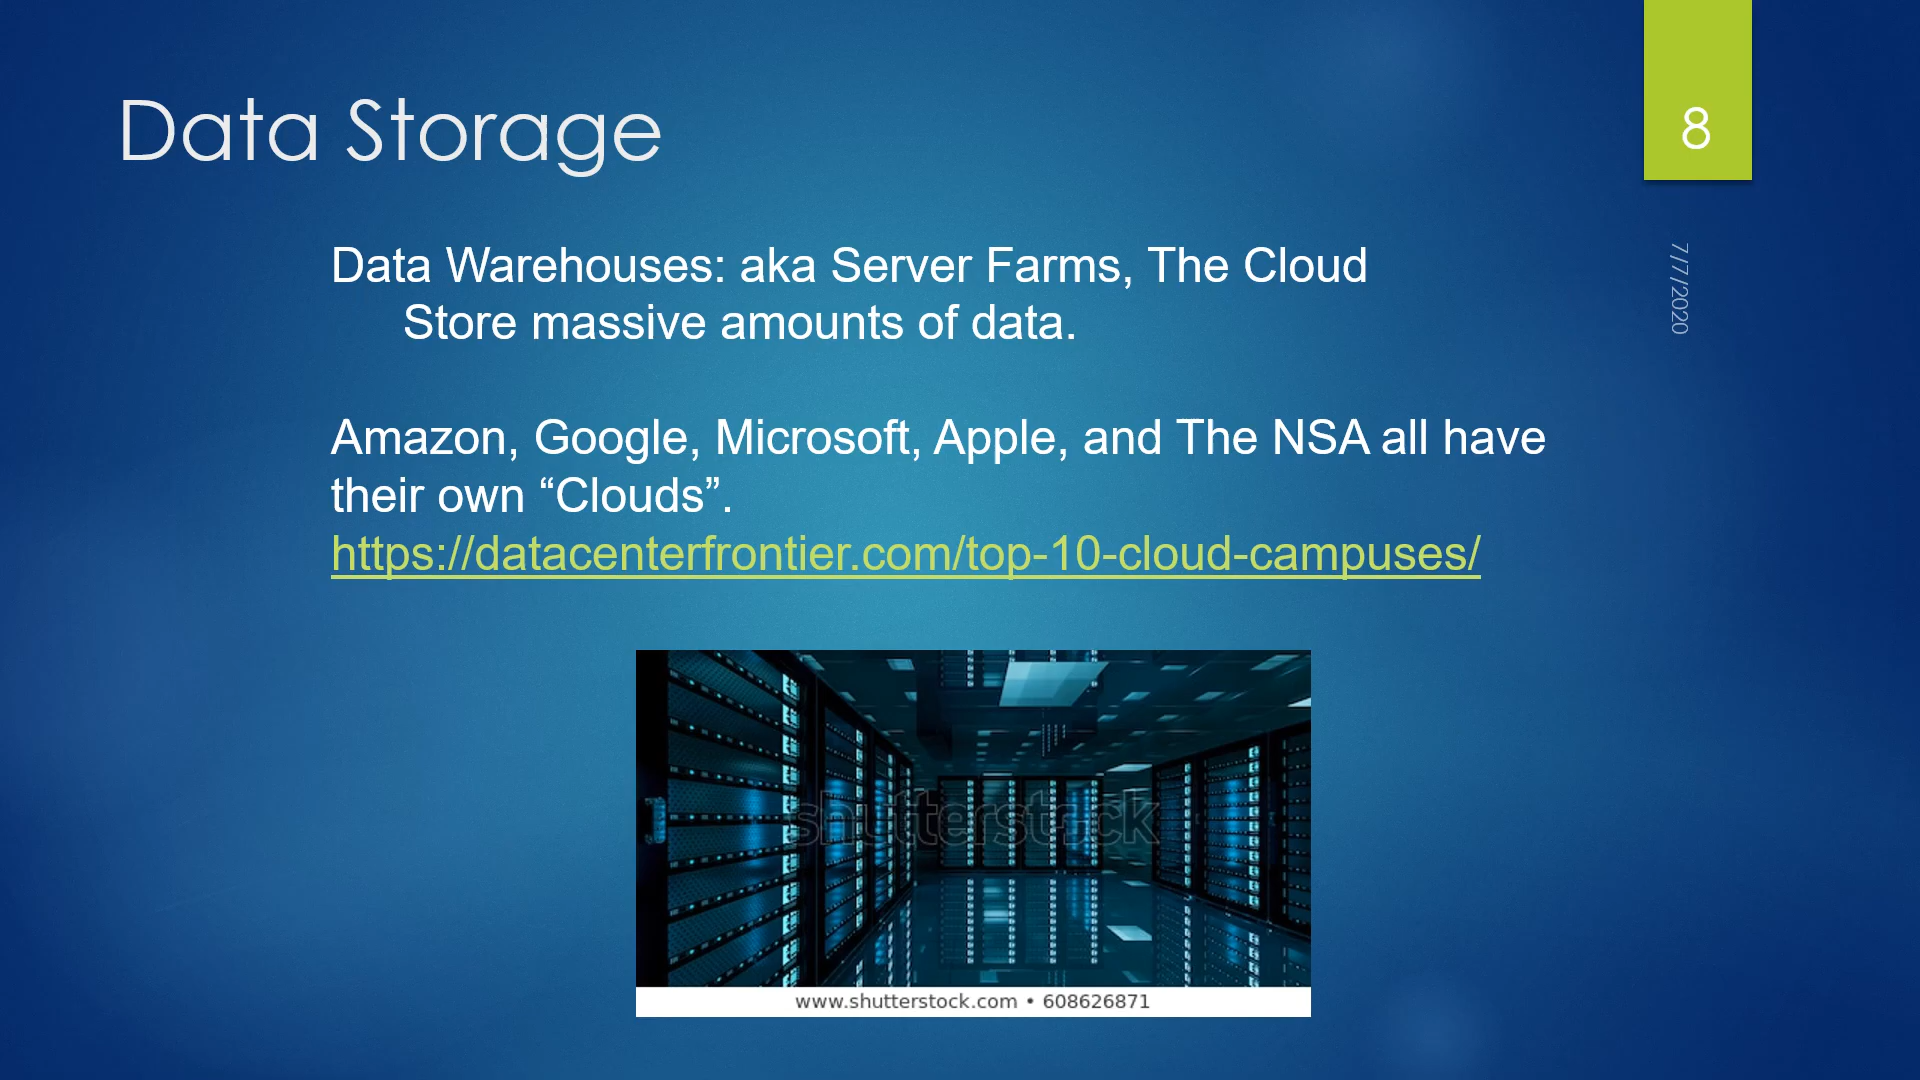 Data Storage
8
7/7/2020
Data Warehouses: aka Server Farms, The Cloud
Store massive amounts of data.
Amazon, Google, Microsoft, Apple, and The NSA all have
their own “Clouds”.
https://datacenterfrontier.com/top-10-cloud-campuses/
shutterstock
www.shutterstock.com • 608626871